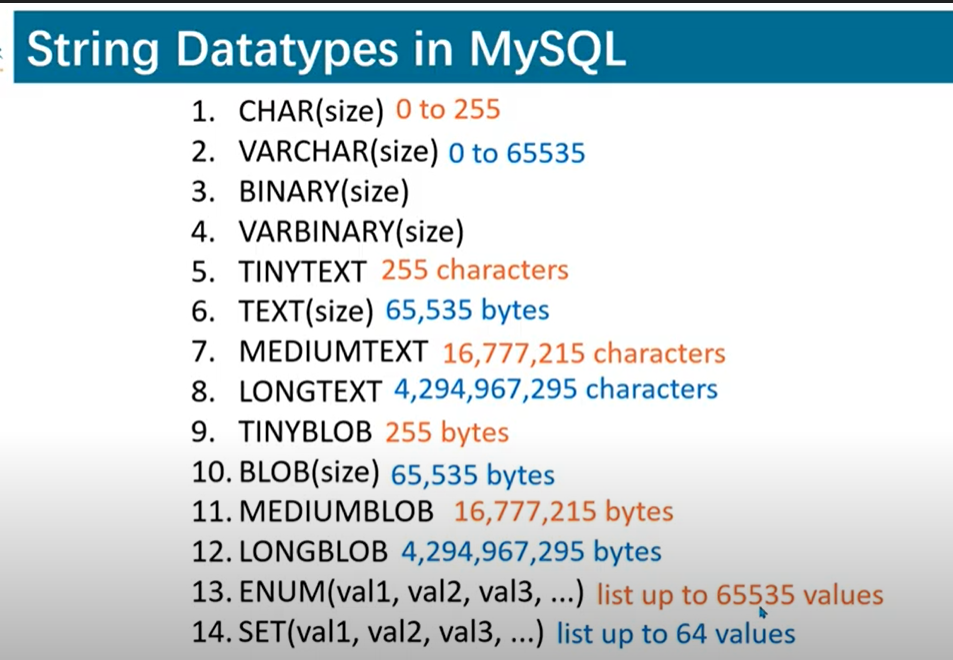 String Datatypes in MySQL
1. CHAR(size) 0 to 255
2. VARCHAR(size) 0 to 65535
3. BINARY(size)
4. VARBINARY(size)
5. TINYTEXT 255 characters
6. TEXT(size) 65,535 bytes
7. MEDIUMTEXT 16,777,215 characters
8. LONGTEXT 4,294,967,295 characters
9. TINYBLOB 255 bytes
10. BLOB(size) 65,535 bytes
11. MEDIUMBLOB 16,777,215 bytes
12. LONGBLOB 4,294,967,295 bytes
13. ENUM(val1, val2, val3, ...) list up to 65535 values
14. SET(val1, val2, val3, ...) list up to 64 values